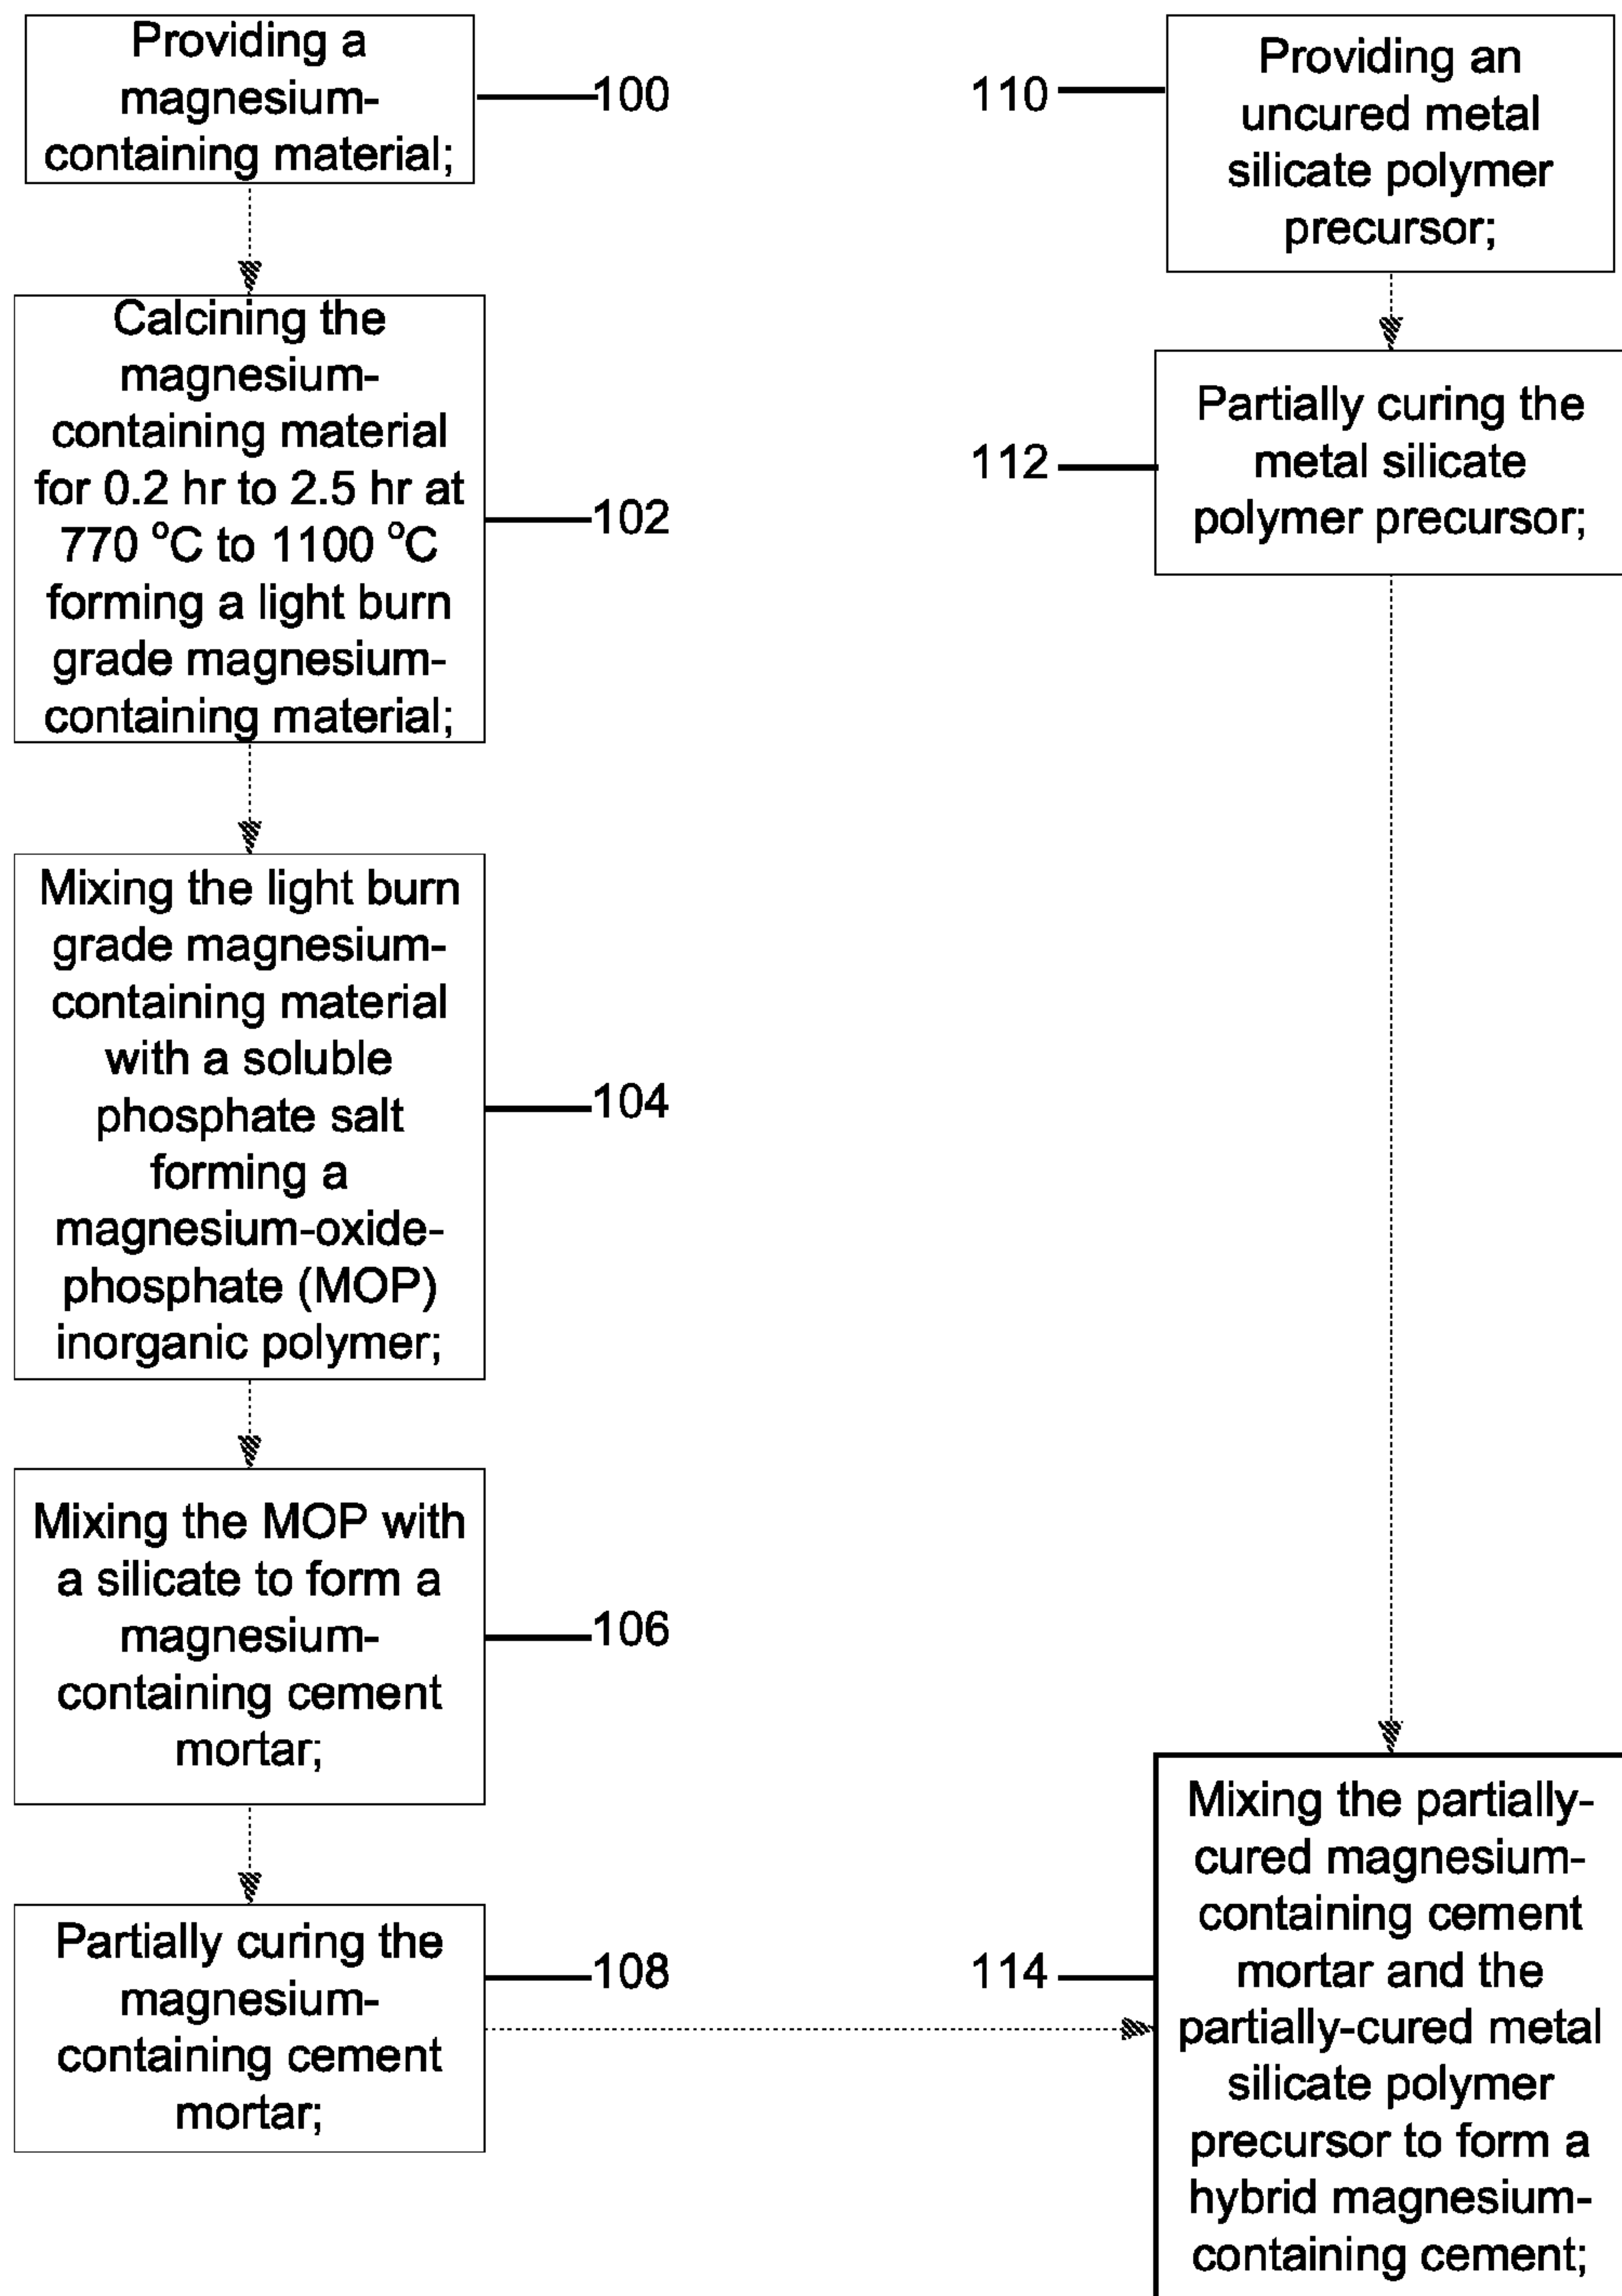 Providing a
magnesium-
containing material;
100
Calcining the
magnesium-
containing material
for 0.2 hr to 2.5 hr at
770 °C to 1100 °C
forming a light burn
grade magnesium-
containing material;
102
Mixing the light burn
grade magnesium-
containing material
with a soluble
phosphate salt
forming a
magnesium-oxide-
phosphate (MOP)
inorganic polymer;
104
Mixing the MOP with
a silicate to form a
magnesium-
containing cement
mortar;
106
Partially curing the
magnesium-
containing cement
mortar;
108
110
Providing an
uncured metal
silicate polymer
precursor;
112
Partially curing the
metal silicate
polymer precursor;
114
Mixing the partially-
cured magnesium-
containing cement
mortar and the
partially-cured metal
silicate polymer
precursor to form a
hybrid magnesium-
containing cement;